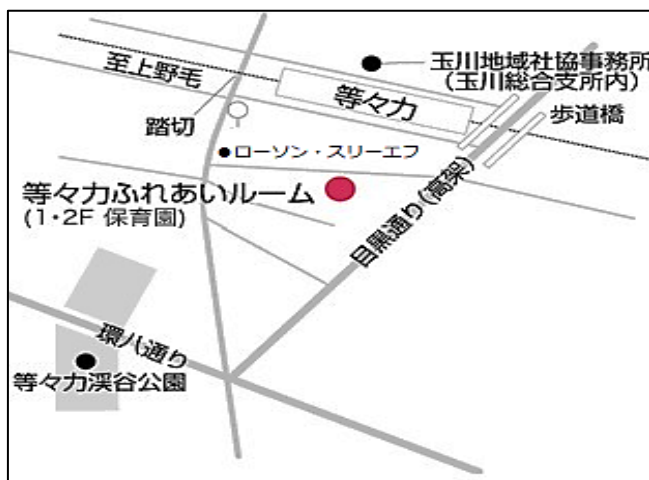 玉川地域社協事務所
(玉川総合支所内)
至上野毛
等々力
歩道橋
踏切
ローソン・スリーエフ
等々力ふれあいルーム
(1・2F 保育園)
目黒通り(高架)
環八通り
等々力渓谷公園